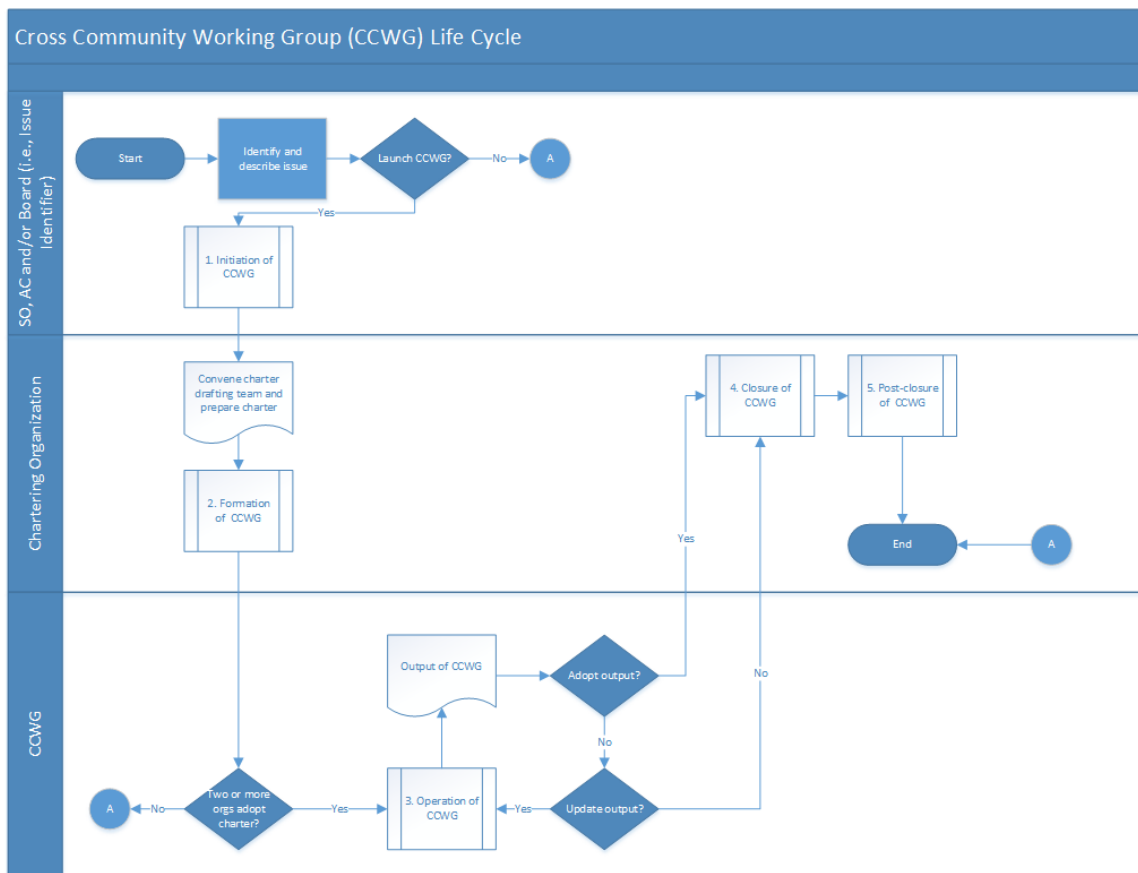 Cross Community Working Group (CCWG) Life Cycle
SO, AC and/or Board (i.e., Issue
Identifier)
Start
Identify and
describe issue
Launch CCWG?
No
A
Yes
1. Initiation of
CCWG
Chartering Organization
Convene charter
drafting team and
prepare charter
2. Formation
of CCWG
4. Closure of
CCWG
5. Post-closure
of CCWG
Yes
End
A
CCWG
Output of CCWG
Adopt output?
No
No
A
No
Two or more
orgs adopt
charter?
Yes
3. Operation of
CCWG
Yes
Update output?